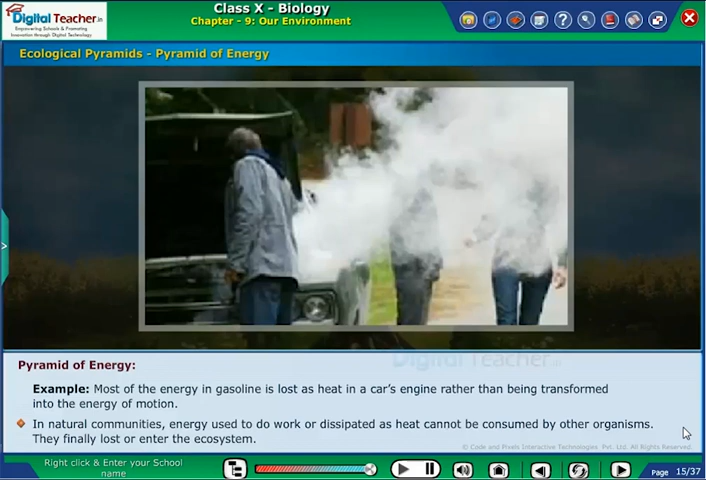 Digital Teacher.in
Empowering Schools & Promoting
Innovation through Digital Technology
Class X - Biology
Chapter - 9: Our Environment
Ecological Pyramids - Pyramid of Energy
Digital Teacher.in
Pyramid of Energy:
Example: Most of the energy in gasoline is lost as heat in a car's engine rather than being transformed
into the energy of motion.
In natural communities, energy used to do work or dissipated as heat cannot be consumed by other organisms.
They finally lost or enter the ecosystem.
© Code and Pixels Interactive Technologies Pvt. Ltd. All Rights Reserved.
Right click & Enter your School
name
Page 15/37